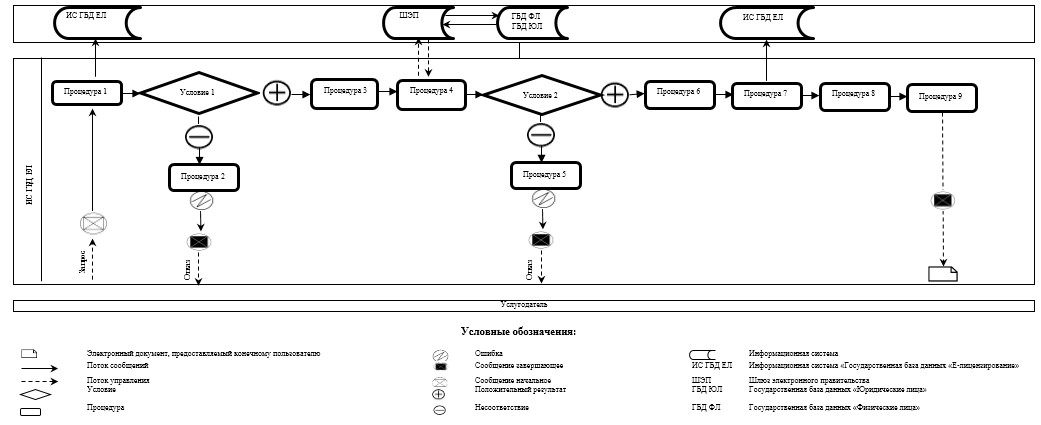 ИС ГБД ЕЛ
ШЭП
ГБД ФЛ
ГБД ЮЛ
ИС ГБД ЕЛ
ИС ГБД ЕЛ
Процедура 1
Условие 1
Процедура 3
Процедура 4
Условие 2
Процедура 6
Процедура 7
Процедура 8
Процедура 9
Процедура 2
Процедура 5
Запрос
Отказ
Отказ
Услугодатель
Условные обозначения:
Электронный документ, предоставляемый конечному пользователю
Поток сообщений
Поток управления
Условие
Процедура
Ошибка
Сообщение завершающее
Сообщение начальное
Положительный результат
Несоответствие
Информационная система
ИС ГБД ЕЛ Информационная система «Государственная база данных «Е-лицензирование»
ШЭП Шлюз электронного правительства
ГБД ЮЛ Государственная база данных «Юридические лица»
ГБД ФЛ Государственная база данных «Физические лица»